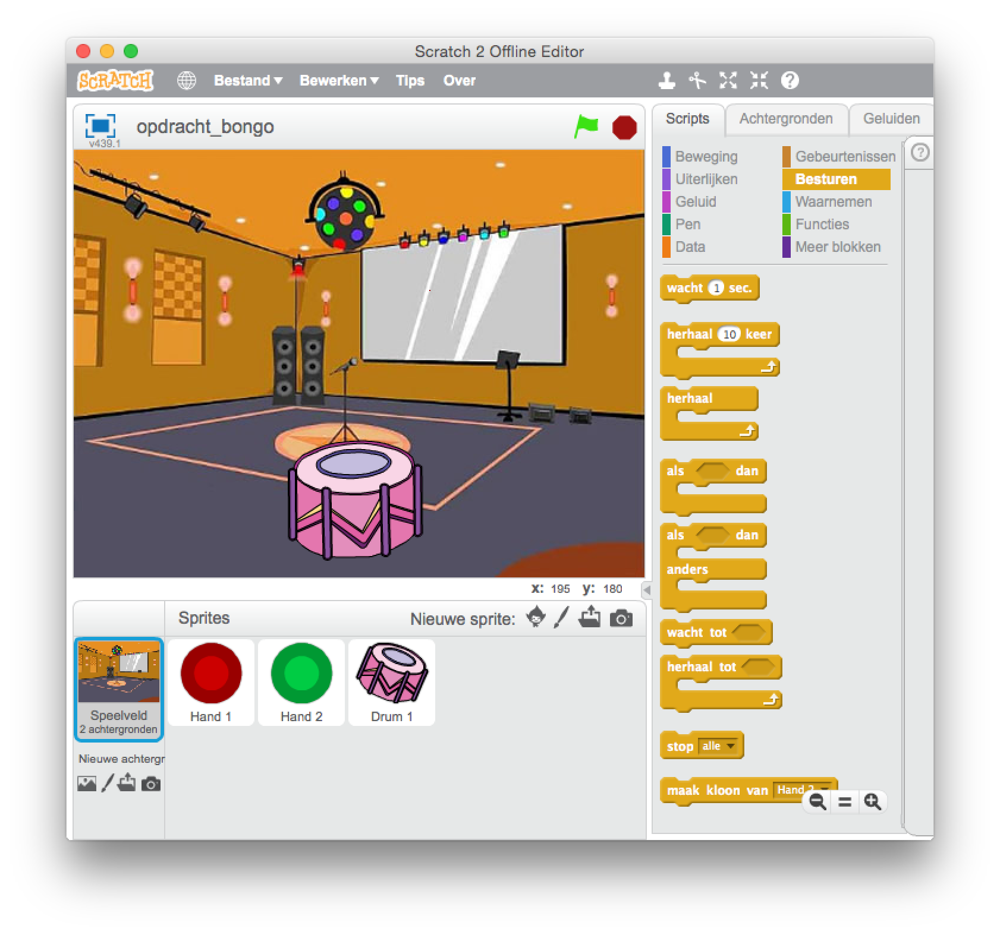 Scratch 2 Offline Editor
SCRATCH Bestand Bewerken Tips Over
v439.1
opdracht_bongo
Scripts Achtergronden Geluiden
Beweging Gebeurtenissen
Uiterlijken Besturen
Geluid Waarnemen
Pen Functies
Data Meer blokken
wacht 1 sec.
herhaal 10 keer
herhaal
als dan
als dan
anders
wacht tot
herhaal tot
stop alle
maak kloon van Hand 2
x: 195 y: 180
Sprites Nieuwe sprite:
Speelveld
2 achtergronden
Hand 1 Hand 2 Drum 1
Nieuwe achtergr